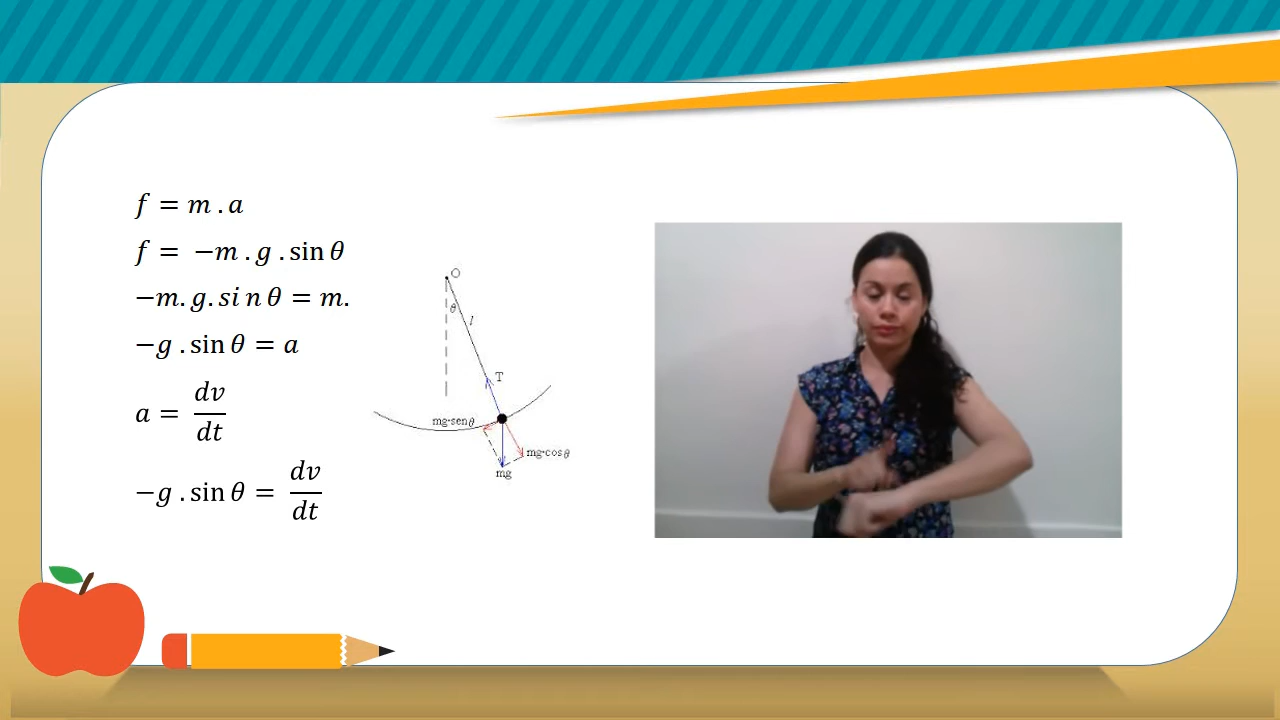 f = m . a
f = −m . g . sin θ
−m. g. si n θ = m.
−g . sin θ = a
a = dv/dt
−g . sin θ = dv/dt
O
θ
l
T
mg·senθ
mg·cosθ
mg